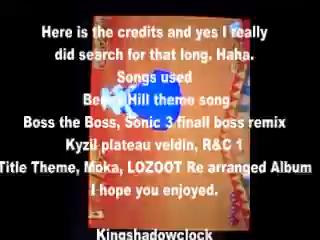 Here is the credits and yes I really
did search for that long. Haha.
Songs used
Hill theme song
Boss the Boss, Sonic 3 finall boss remix
Kyzil plateau veldin, R&C 1
Title Theme, Moka, LOZOOT Re arranged Album
I hope you enjoyed.
Kingshadowclock